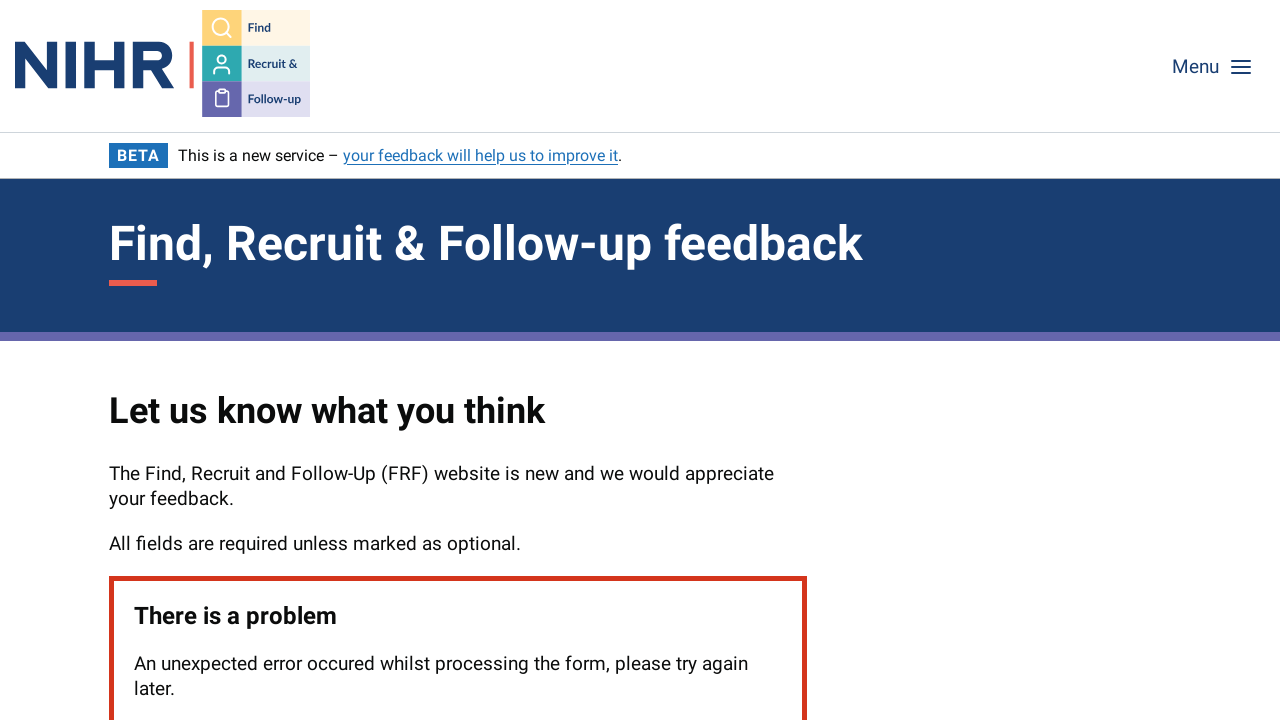 NIHR
Find
Recruit &
Follow-up
Menu
BETA This is a new service – your feedback will help us to improve it.
Find, Recruit & Follow-up feedback
Let us know what you think
The Find, Recruit and Follow-Up (FRF) website is new and we would appreciate
your feedback.
All fields are required unless marked as optional.
There is a problem
An unexpected error occured whilst processing the form, please try again
later.